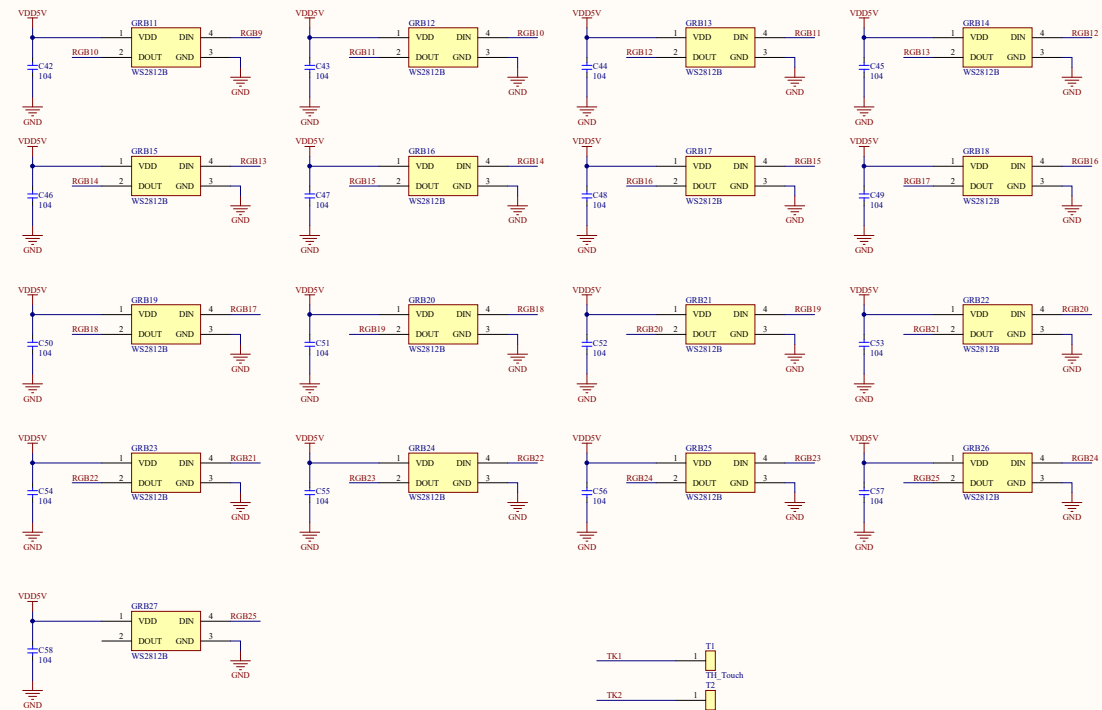 VDD5V GRB11 VDD5V GRB12 VDD5V GRB13 VDD5V GRB14
1 VDD DIN 4 RGB9 1 VDD DIN 4 RGB10 1 VDD DIN 4 RGB11 1 VDD DIN 4 RGB12
RGB10 2 DOUT GND 3 RGB11 2 DOUT GND 3 RGB12 2 DOUT GND 3 RGB13 2 DOUT GND 3
C42 WS2812B C43 WS2812B C44 WS2812B C45 WS2812B
104 104 104 104
GND GND GND GND
GND GND GND GND
VDD5V GRB15 VDD5V GRB16 VDD5V GRB17 VDD5V GRB18
1 VDD DIN 4 RGB13 1 VDD DIN 4 RGB14 1 VDD DIN 4 RGB15 1 VDD DIN 4 RGB16
RGB14 2 DOUT GND 3 RGB15 2 DOUT GND 3 RGB16 2 DOUT GND 3 RGB17 2 DOUT GND 3
C46 WS2812B C47 WS2812B C48 WS2812B C49 WS2812B
104 104 104 104
GND GND GND GND
GND GND GND GND
VDD5V GRB19 VDD5V GRB20 VDD5V GRB21 VDD5V GRB22
1 VDD DIN 4 RGB17 1 VDD DIN 4 RGB18 1 VDD DIN 4 RGB19 1 VDD DIN 4 RGB20
RGB18 2 DOUT GND 3 RGB19 2 DOUT GND 3 RGB20 2 DOUT GND 3 RGB21 2 DOUT GND 3
C50 WS2812B C51 WS2812B C52 WS2812B C53 WS2812B
104 104 104 104
GND GND GND GND
GND GND GND GND
VDD5V GRB23 VDD5V GRB24 VDD5V GRB25 VDD5V GRB26
1 VDD DIN 4 RGB21 1 VDD DIN 4 RGB22 1 VDD DIN 4 RGB23 1 VDD DIN 4 RGB24
RGB22 2 DOUT GND 3 RGB23 2 DOUT GND 3 RGB24 2 DOUT GND 3 RGB25 2 DOUT GND 3
C54 WS2812B C55 WS2812B C56 WS2812B C57 WS2812B
104 104 104 104
GND GND GND GND
GND GND GND GND
VDD5V GRB27
1 VDD DIN 4 RGB25
2 DOUT GND 3
C58 WS2812B
104
GND
GND
T1
TK1 1
TH_Touch
T2
TK2 1